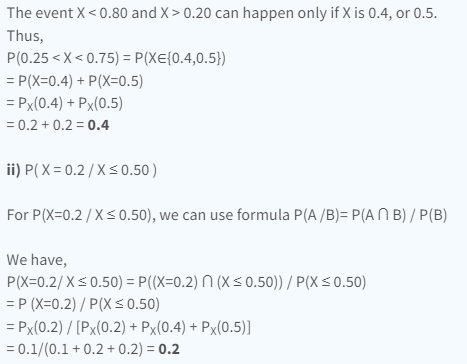 The event X < 0.80 and X > 0.20 can happen only if X is 0.4, or 0.5.
Thus,
P(0.25 < X < 0.75) = P(X∈{0.4,0.5})
= P(X=0.4) + P(X=0.5)
= Pₓ(0.4) + Pₓ(0.5)
= 0.2 + 0.2 = 0.4
ii) P( X = 0.2 / X ≤ 0.50 )
For P(X=0.2 / X ≤ 0.50), we can use formula P(A /B)= P(A ∩ B) / P(B)
We have,
P(X=0.2/ X ≤ 0.50) = P((X=0.2) ∩ (X ≤ 0.50)) / P(X ≤ 0.50)
= P (X=0.2) / P(X ≤ 0.50)
= Pₓ(0.2) / [Pₓ(0.2) + Pₓ(0.4) + Pₓ(0.5)]
= 0.1/(0.1 + 0.2 + 0.2) = 0.2